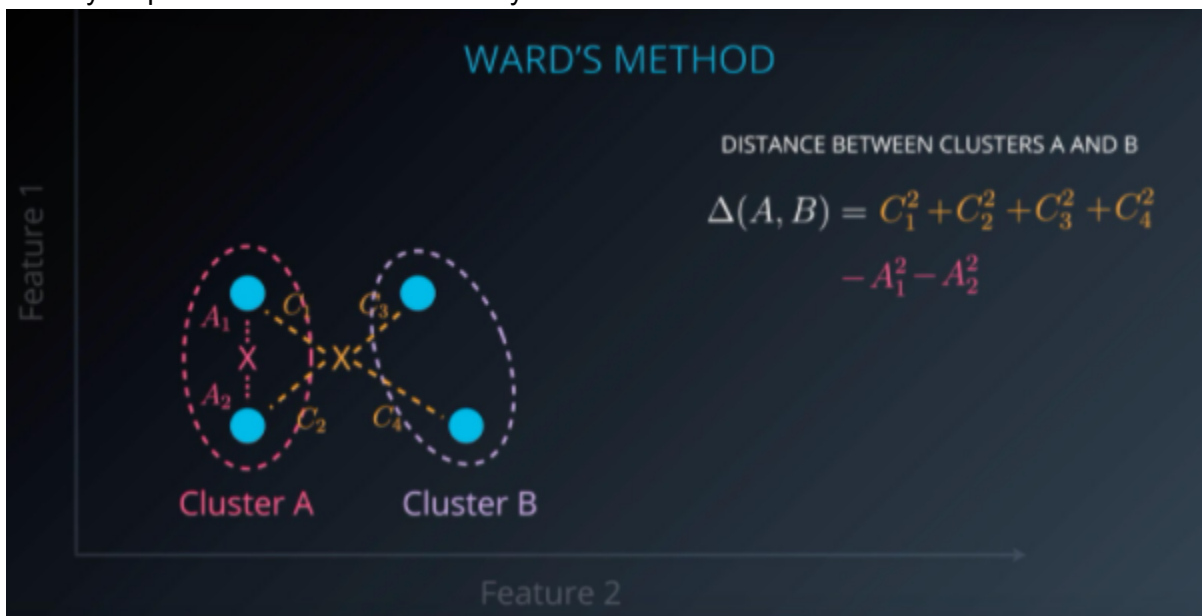 WARD'S METHOD
DISTANCE BETWEEN CLUSTERS A AND B
Δ(A, B) = C₁² + C₂² + C₃² + C₄²
− A₁² − A₂²
Feature 1
C₁
C₃
A₁
X
X
A₂
C₂
C₄
Cluster A
Cluster B
Feature 2